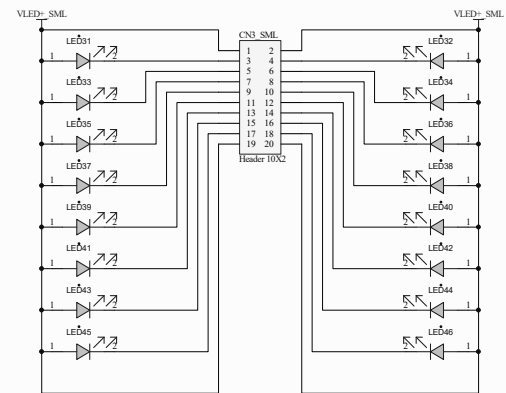 VLED+_SML VLED+_SML
CN3_SML
LED31 LED32
1 2 1 2 2 1
3 4
LED33 5 6 LED34
1 2 7 8 2 1
9 10
LED35 11 12 LED36
1 2 13 14 2 1
15 16
LED37 17 18 LED38
1 2 19 20 2 1
Header 10X2
LED39 LED40
1 2 2 1
LED41 LED42
1 2 2 1
LED43 LED44
1 2 2 1
LED45 LED46
1 2 2 1